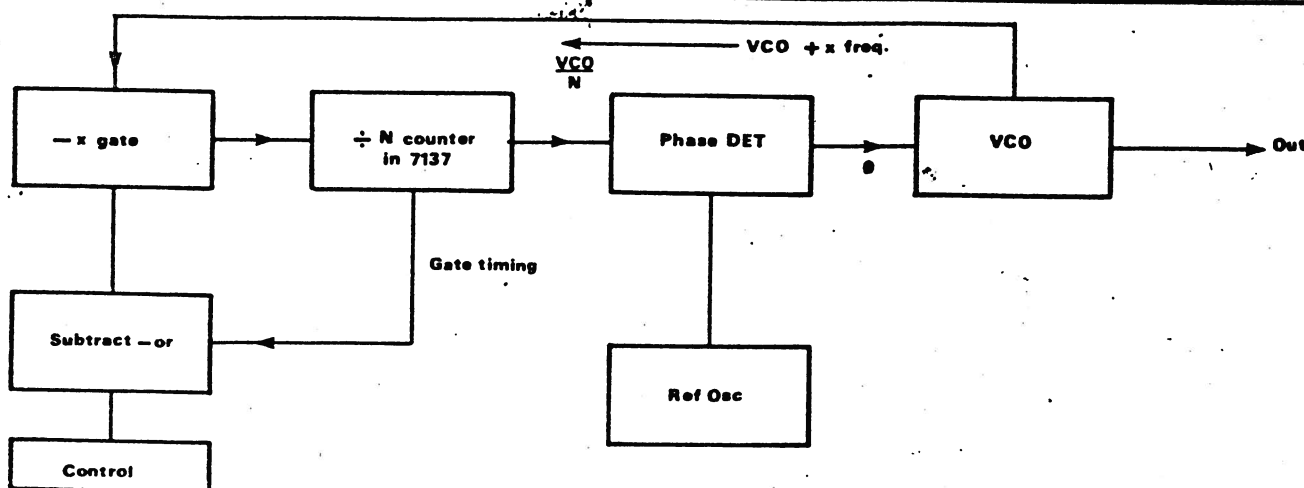 VCO + x freq.
VCO
N
— x gate
÷ N counter
in 7137
Phase DET
VCO
Out
θ
Gate timing
Subtract — or
Ref Osc
Control